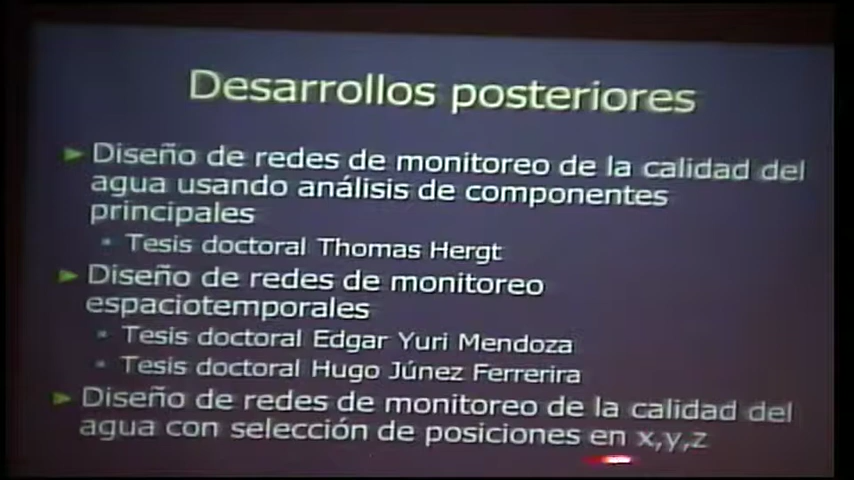 Desarrollos posteriores
► Diseño de redes de monitoreo de la calidad del
agua usando análisis de componentes
principales
▪ Tesis doctoral Thomas Hergt
► Diseño de redes de monitoreo
espaciotemporales
▪ Tesis doctoral Edgar Yuri Mendoza
▪ Tesis doctoral Hugo Júnez Ferrerira
► Diseño de redes de monitoreo de la calidad del
agua con selección de posiciones en x,y,z